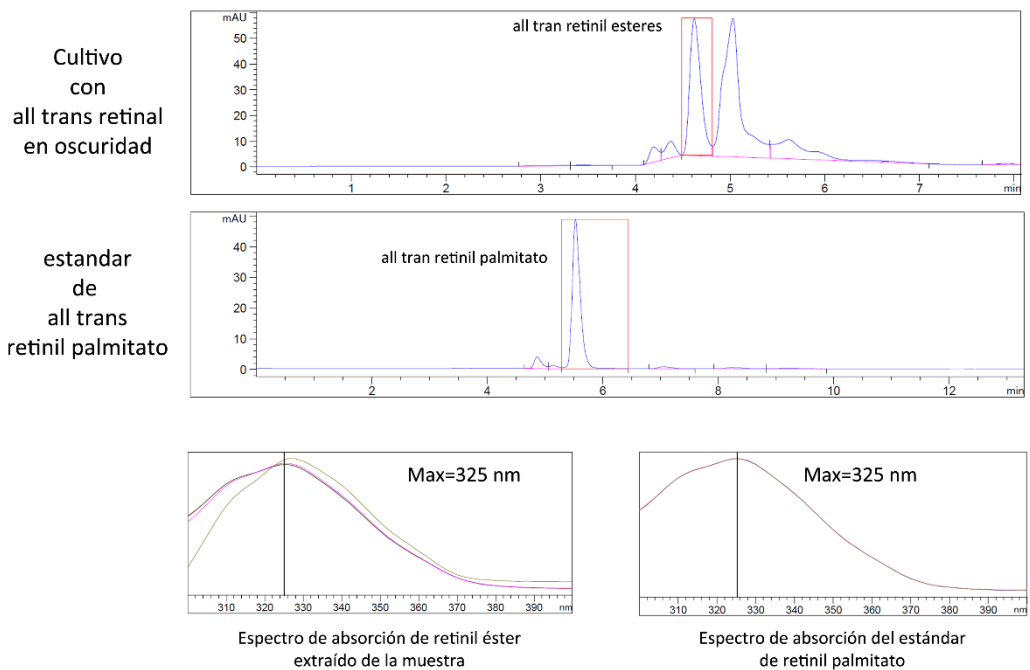 Cultivo
con
all trans retinal
en oscuridad
mAU
50
40
30
20
10
0
all tran retinil esteres
1 2 3 4 5 6 7 min
estandar
de
all trans
retinil palmitato
mAU
40
30
20
10
0
all tran retinil palmitato
2 4 6 8 10 12 min
Max=325 nm
310 320 330 340 350 360 370 380 390 nm
Espectro de absorción de retinil éster
extraído de la muestra
Max=325 nm
310 320 330 340 350 360 370 380 390 nm
Espectro de absorción del estándar
de retinil palmitato